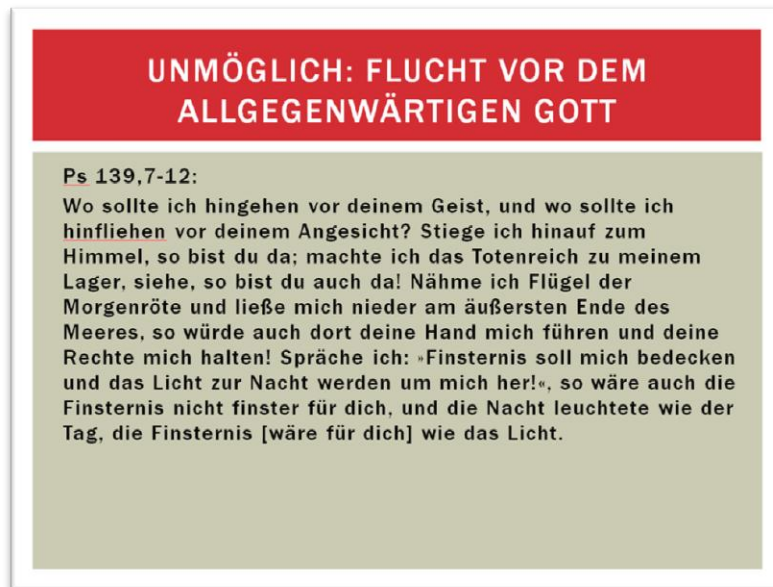 UNMÖGLICH: FLUCHT VOR DEM
ALLGEGENWÄRTIGEN GOTT
Ps 139,7-12:
Wo sollte ich hingehen vor deinem Geist, und wo sollte ich
hinfliehen vor deinem Angesicht? Stiege ich hinauf zum
Himmel, so bist du da; machte ich das Totenreich zu meinem
Lager, siehe, so bist du auch da! Nähme ich Flügel der
Morgenröte und ließe mich nieder am äußersten Ende des
Meeres, so würde auch dort deine Hand mich führen und deine
Rechte mich halten! Spräche ich: »Finsternis soll mich bedecken
und das Licht zur Nacht werden um mich her!«, so wäre auch die
Finsternis nicht finster für dich, und die Nacht leuchtete wie der
Tag, die Finsternis [wäre für dich] wie das Licht.